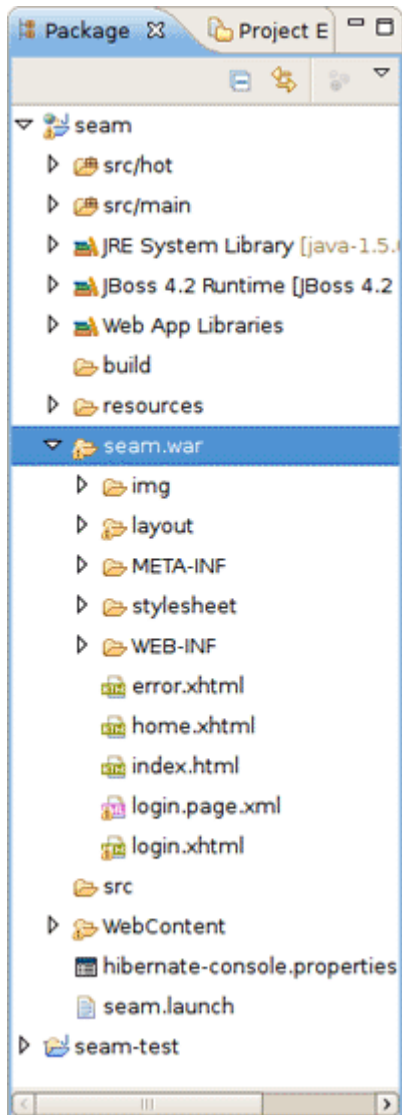 Package Project E
seam
src/hot
src/main
JRE System Library [java-1.5.
JBoss 4.2 Runtime [JBoss 4.2
Web App Libraries
build
resources
seam.war
img
layout
META-INF
stylesheet
WEB-INF
error.xhtml
home.xhtml
index.html
login.page.xml
login.xhtml
src
WebContent
hibernate-console.properties
seam.launch
seam-test